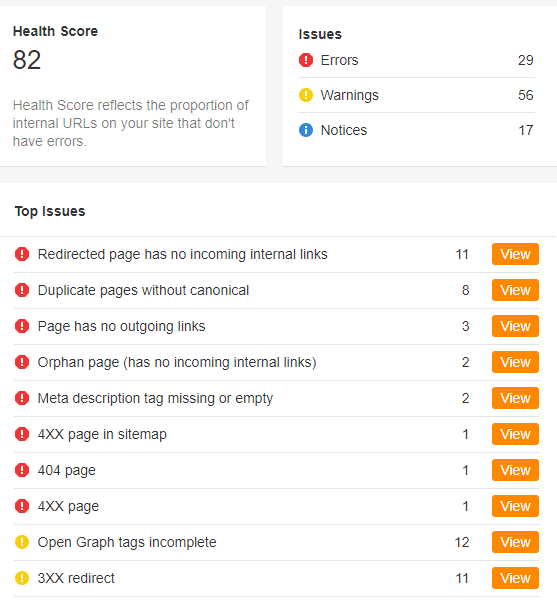 Health Score
82
Health Score reflects the proportion of
internal URLs on your site that don't
have errors.
Issues
Errors 29
Warnings 56
Notices 17
Top Issues
Redirected page has no incoming internal links 11 View
Duplicate pages without canonical 8 View
Page has no outgoing links 3 View
Orphan page (has no incoming internal links) 2 View
Meta description tag missing or empty 2 View
4XX page in sitemap 1 View
404 page 1 View
4XX page 1 View
Open Graph tags incomplete 12 View
3XX redirect 11 View